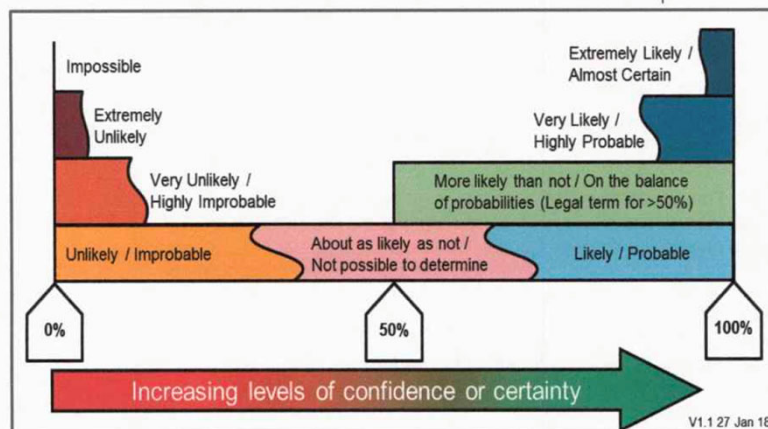 Impossible
Extremely Likely /
Almost Certain
Extremely
Unlikely
Very Likely /
Highly Probable
Very Unlikely /
Highly Improbable
More likely than not / On the balance
of probabilities (Legal term for >50%)
Unlikely / Improbable
About as likely as not /
Not possible to determine
Likely / Probable
0%
50%
100%
Increasing levels of confidence or certainty
V1.1 27 Jan 18